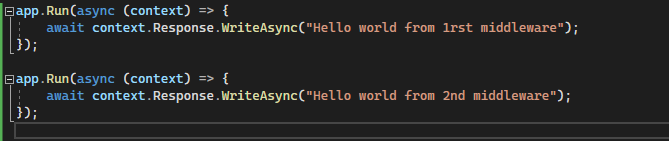 app.Run(async (context) => {
    await context.Response.WriteAsync("Hello world from 1rst middleware");
});

app.Run(async (context) => {
    await context.Response.WriteAsync("Hello world from 2nd middleware");
});